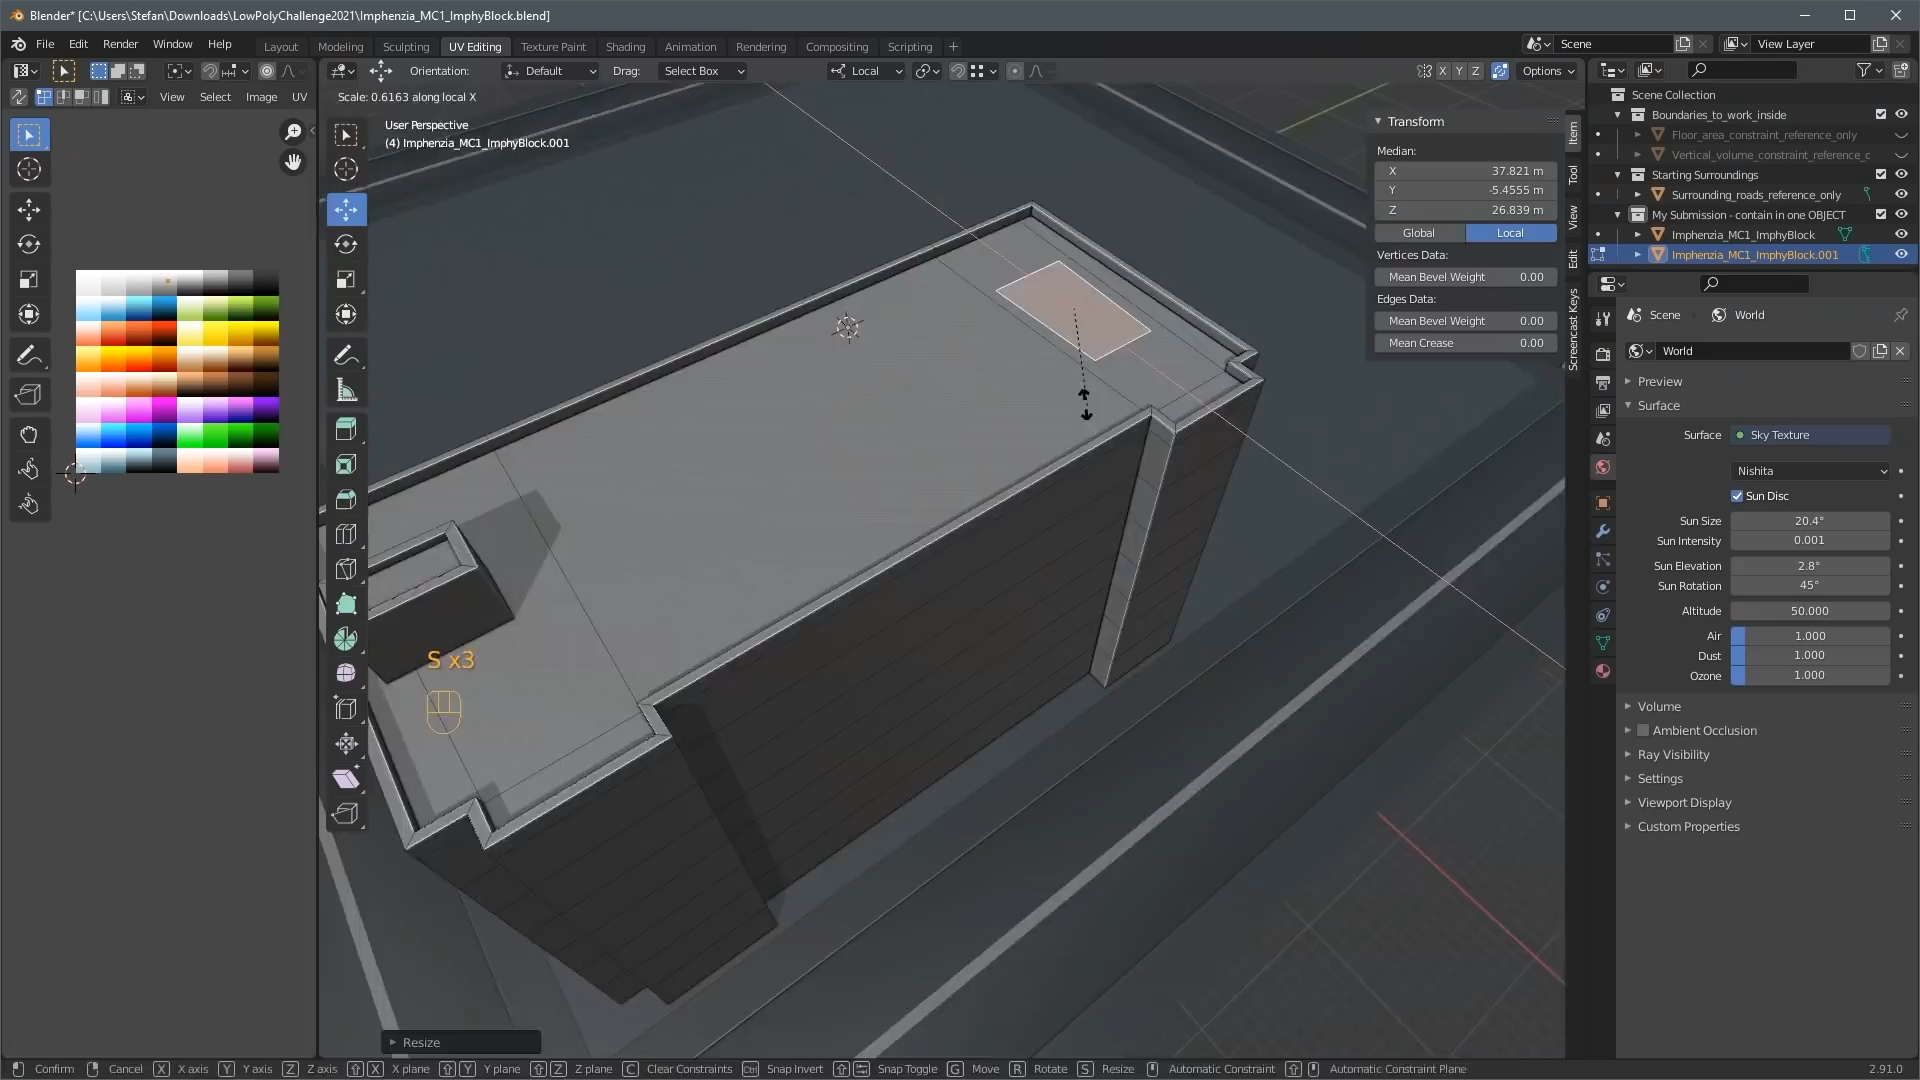 Blender* [C:\Users\Stefan\Downloads\LowPolyChallenge2021\Imphenzia_MC1_ImphyBlock.blend]
File Edit Render Window Help Layout Modeling Sculpting UV Editing Texture Paint Shading Animation Rendering Compositing Scripting + Scene View Layer
Orientation: Default Drag: Select Box Local X Y Z Options
View Select Image UV Scale: 0.6163 along local X
Scene Collection
Boundaries_to_work_inside
Floor_area_constraint_reference_only
Vertical_volume_constraint_reference_c
Starting Surroundings
Surrounding_roads_reference_only
My Submission - contain in one OBJECT
Imphenzia_MC1_ImphyBlock
Imphenzia_MC1_ImphyBlock.001
User Perspective
(4) Imphenzia_MC1_ImphyBlock.001
Transform
Median:
X 37.821 m
Y -5.4555 m
Z 26.839 m
Global Local
Vertices Data:
Mean Bevel Weight 0.00
Edges Data:
Mean Bevel Weight 0.00
Mean Crease 0.00
Item
Tool
View
Edit
Screencast Keys
Scene World
World
Preview
Surface
Surface Sky Texture
Nishita
Sun Disc
Sun Size 20.4°
Sun Intensity 0.001
Sun Elevation 2.8°
Sun Rotation 45°
Altitude 50.000
Air 1.000
Dust 1.000
Ozone 1.000
Volume
Ambient Occlusion
Ray Visibility
Settings
Viewport Display
Custom Properties
S x3
Resize
Confirm Cancel X X axis Y Y axis Z Z axis X X plane Y Y plane Z Z plane C Clear Constraints Ctrl Snap Invert Snap Toggle G Move R Rotate S Resize Automatic Constraint Automatic Constraint Plane 2.91.0